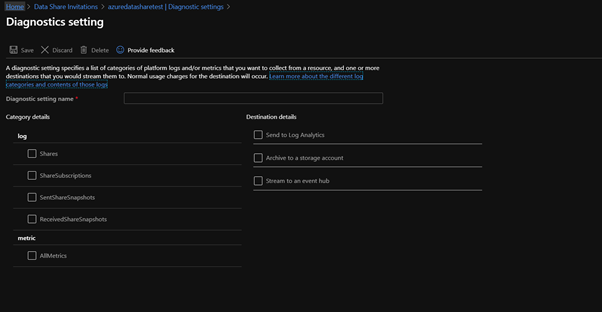 Home > Data Share Invitations > azuredatasharetest | Diagnostic settings >
Diagnostics setting
Save Discard Delete Provide feedback
A diagnostic setting specifies a list of categories of platform logs and/or metrics that you want to collect from a resource, and one or more
destinations that you would stream them to. Normal usage charges for the destination will occur. Learn more about the different log
categories and contents of those logs
Diagnostic setting name *
Category details
Destination details
log
Send to Log Analytics
Shares
Archive to a storage account
ShareSubscriptions
Stream to an event hub
SentShareSnapshots
ReceivedShareSnapshots
metric
AllMetrics